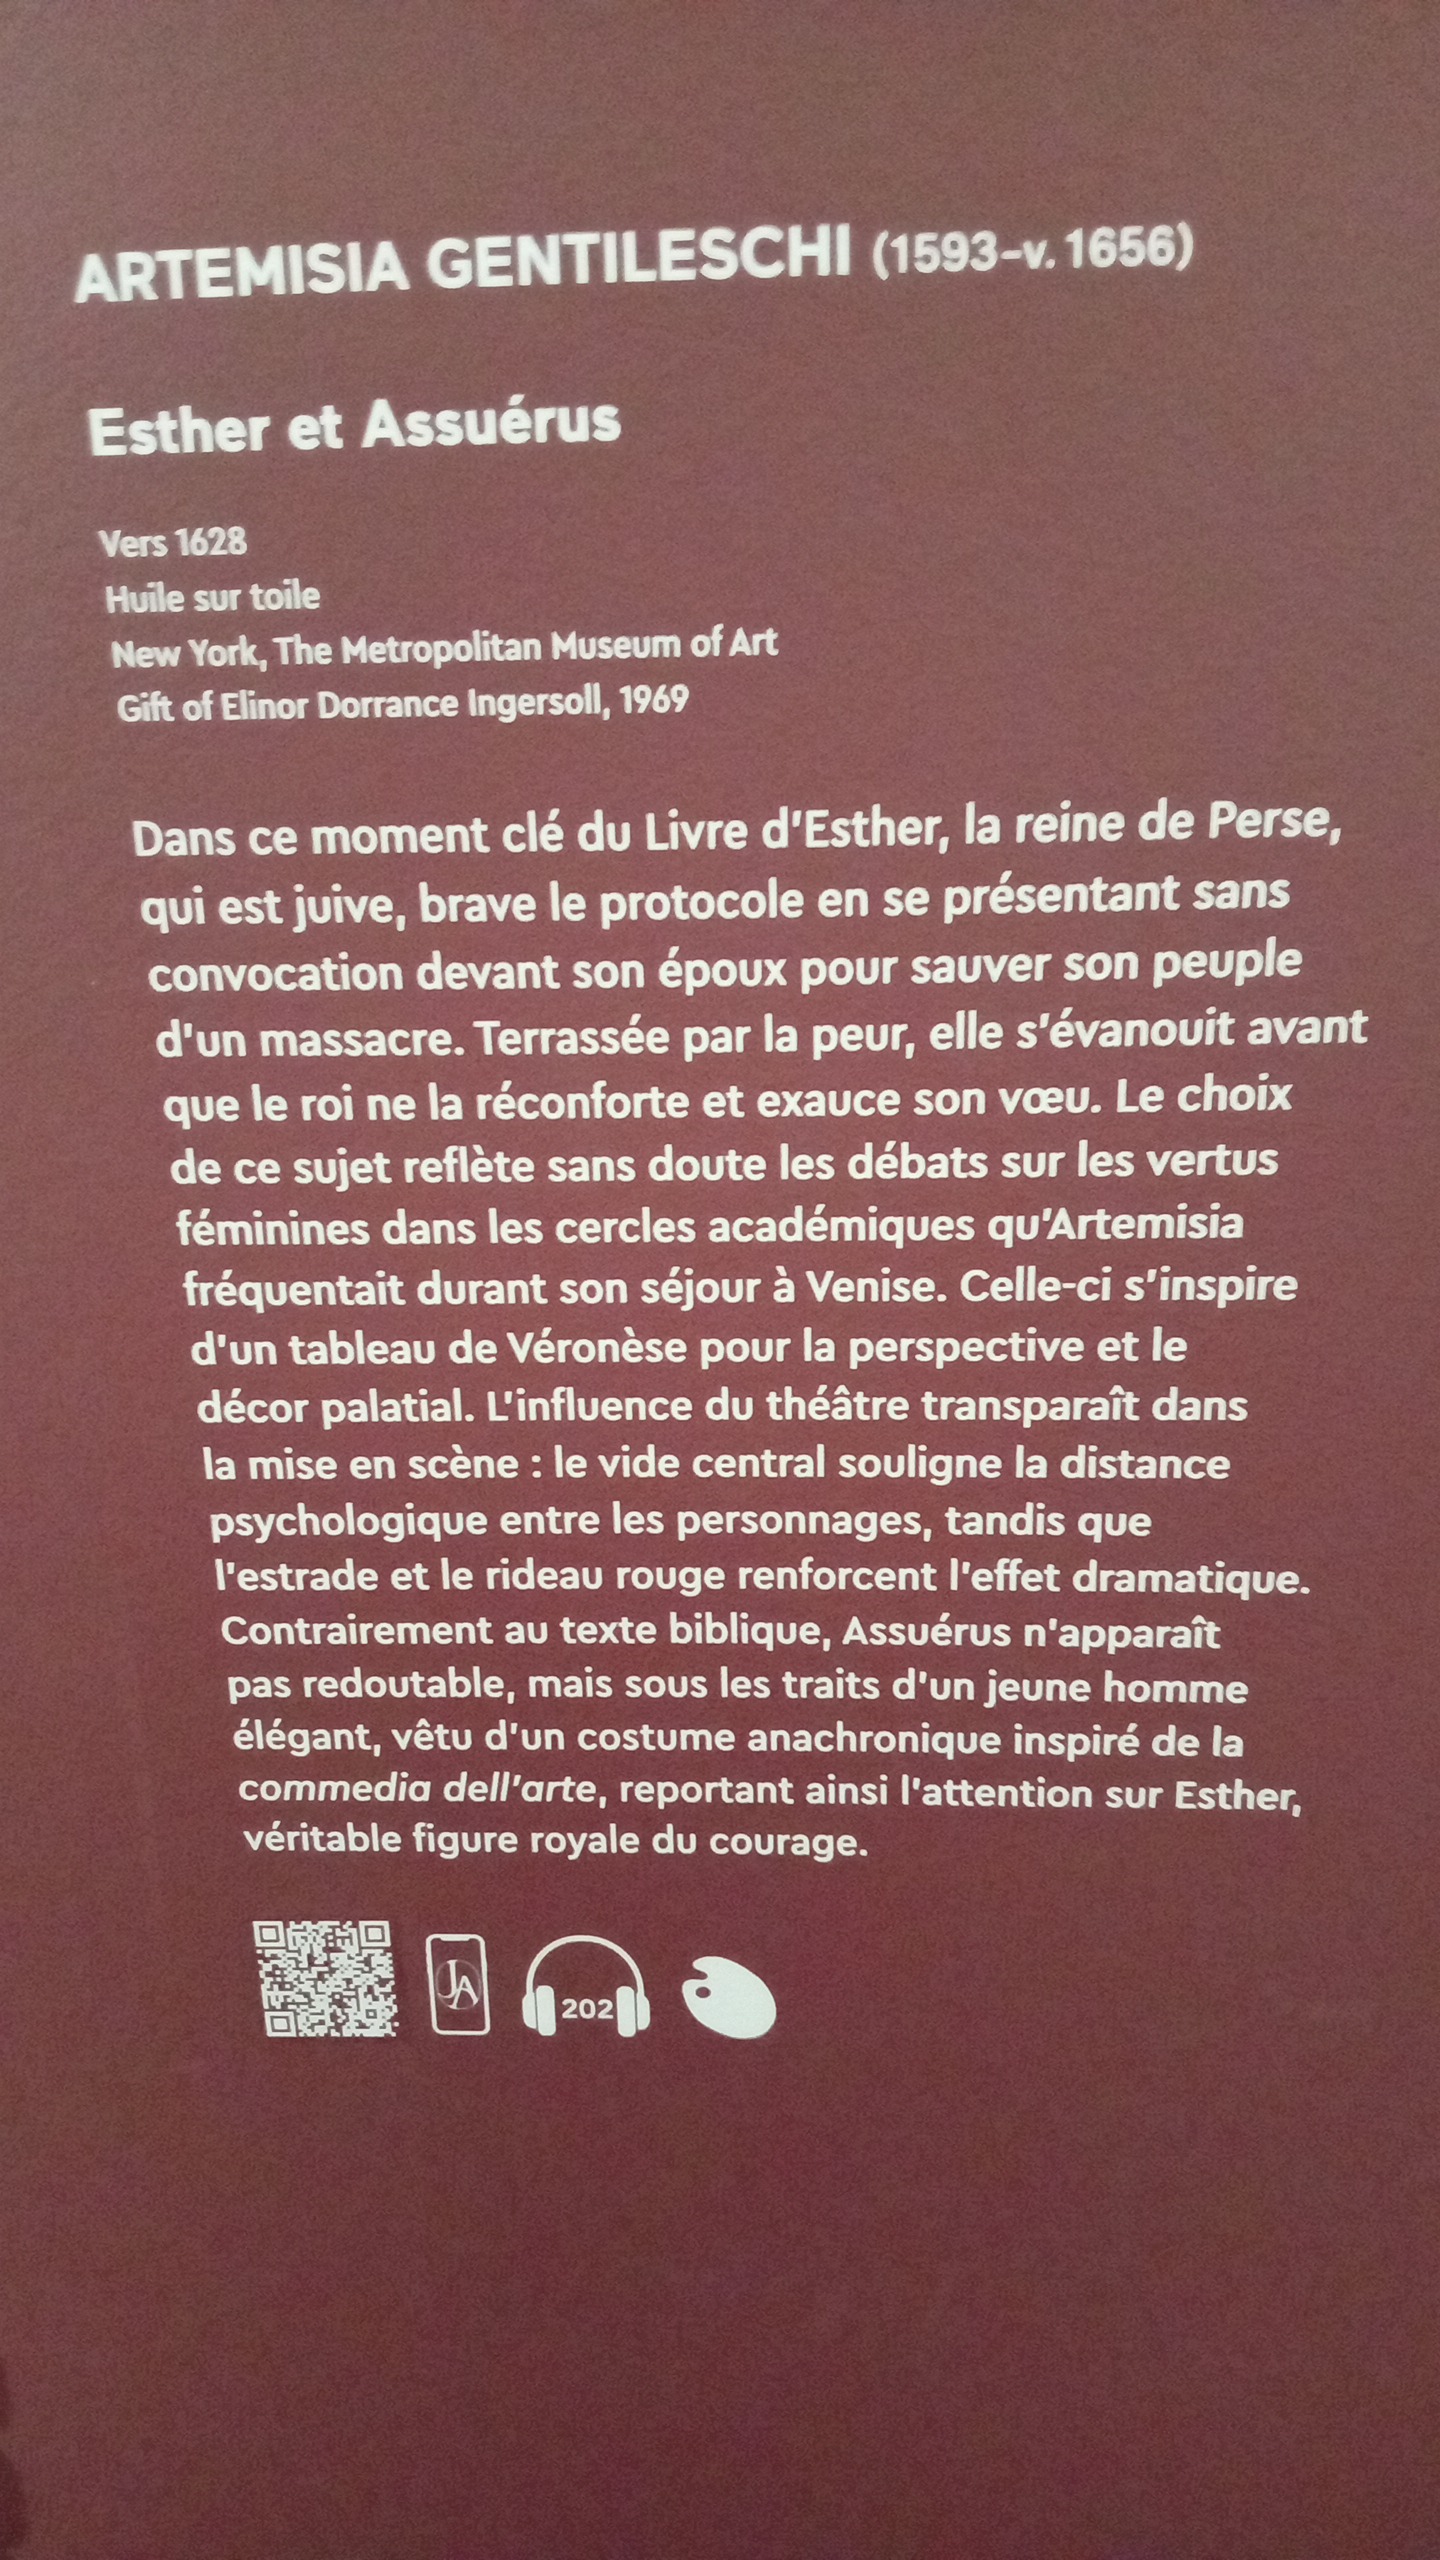 ARTEMISIA GENTILESCHI (1593–v. 1656)
Esther et Assuérus
Vers 1628
Huile sur toile
New York, The Metropolitan Museum of Art
Gift of Elinor Dorrance Ingersoll, 1969
Dans ce moment clé du Livre d'Esther, la reine de Perse,
qui est juive, brave le protocole en se présentant sans
convocation devant son époux pour sauver son peuple
d'un massacre. Terrassée par la peur, elle s'évanouit avant
que le roi ne la réconforte et exauce son vœu. Le choix
de ce sujet reflète sans doute les débats sur les vertus
féminines dans les cercles académiques qu'Artemisia
fréquentait durant son séjour à Venise. Celle-ci s'inspire
d'un tableau de Véronèse pour la perspective et le
décor palatial. L'influence du théâtre transparaît dans
la mise en scène : le vide central souligne la distance
psychologique entre les personnages, tandis que
l'estrade et le rideau rouge renforcent l'effet dramatique.
Contrairement au texte biblique, Assuérus n'apparaît
pas redoutable, mais sous les traits d'un jeune homme
élégant, vêtu d'un costume anachronique inspiré de la
commedia dell'arte, reportant ainsi l'attention sur Esther,
véritable figure royale du courage.
JA
202